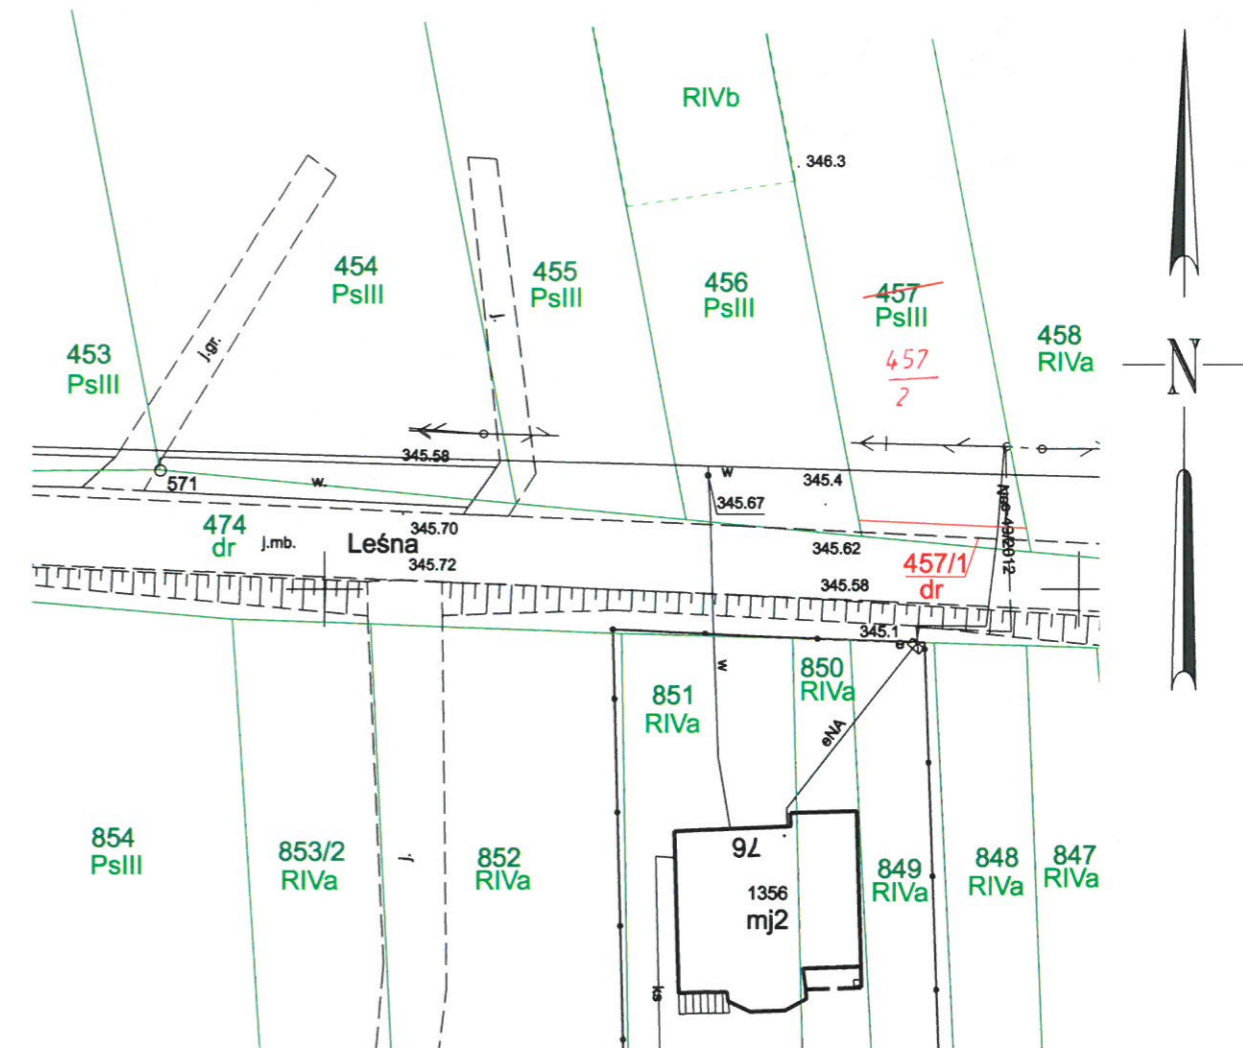 RIVb
346.3
454
PsIII
455
PsIII
456
PsIII
457
PsIII
457
2
458
RIVa
453
PsIII
j.gr.
j.
N
345.58
w
345.4
571
w.
345.67
474
dr
j.mb.
345.70
Leśna
345.72
345.62
457/1
dr
345.58
345.1
e
w
851
RIVa
850
RIVa
eNA
854
PsIII
853/2
RIVa
j.
852
RIVa
76
1356
mj2
849
RIVa
848
RIVa
847
RIVa
ks